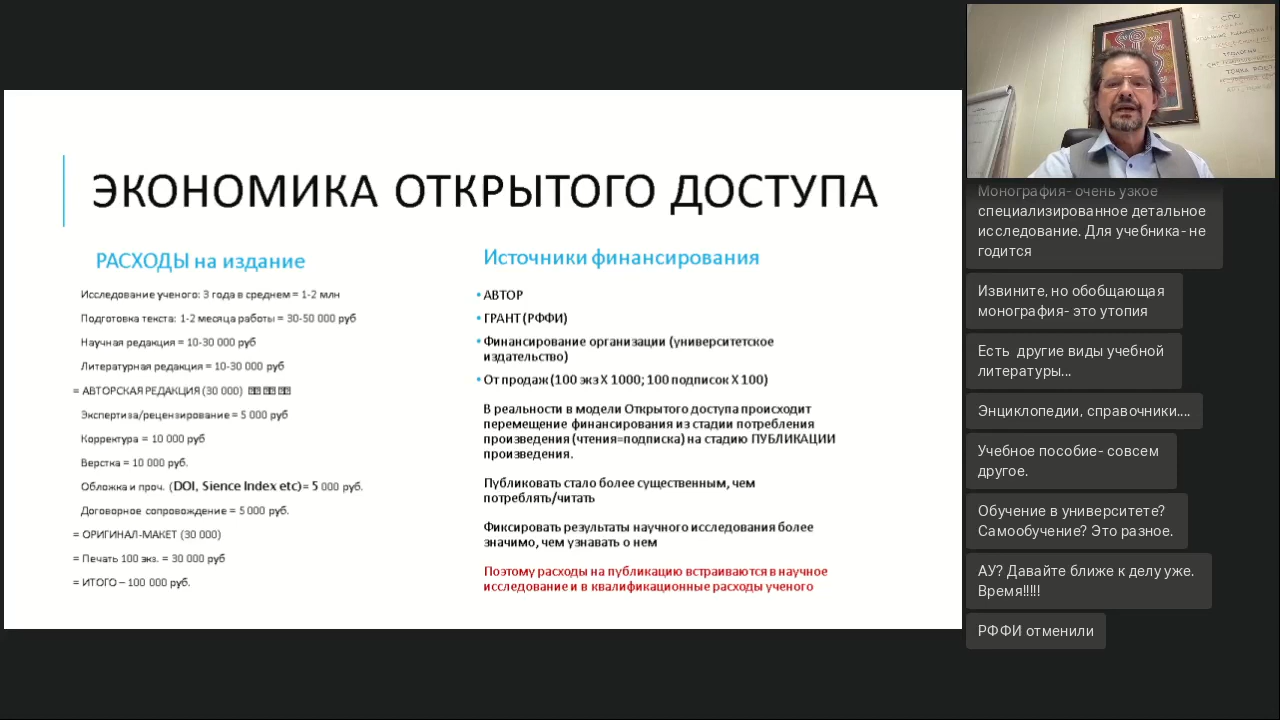 ЭКОНОМИКА ОТКРЫТОГО ДОСТУПА
РАСХОДЫ на издание
Исследование ученого: 3 года в среднем = 1-2 млн
Подготовка текста: 1-2 месяца работы = 30-50 000 руб
Научная редакция = 10-30 000 руб
Литературная редакция = 10-30 000 руб
= АВТОРСКАЯ РЕДАКЦИЯ (30 000)
Экспертиза/рецензирование = 5 000 руб
Корректура = 10 000 руб
Верстка = 10 000 руб.
Обложка и проч. (DOI, Sience Index etc)= 5 000 руб.
Договорное сопровождение = 5 000 руб.
= ОРИГИНАЛ-МАКЕТ (30 000)
= Печать 100 экз. = 30 000 руб
= ИТОГО – 100 000 руб.
Источники финансирования
• АВТОР
• ГРАНТ (РФФИ)
• Финансирование организации (университетское
издательство)
• От продаж (100 экз Х 1000; 100 подписок Х 100)
В реальности в модели Открытого доступа происходит
перемещение финансирования из стадии потребления
произведения (чтения=подписка) на стадию ПУБЛИКАЦИИ
произведения.
Публиковать стало более существенным, чем
потреблять/читать
Фиксировать результаты научного исследования более
значимо, чем узнавать о нем
Поэтому расходы на публикацию встраиваются в научное
исследование и в квалификационные расходы ученого
СПО
ТОЧКА РОСТ
Монография- очень узкое
специализированное детальное
исследование. Для учебника- не
годится
Извините, но обобщающая
монография- это утопия
Есть другие виды учебной
литературы...
Энциклопедии, справочники....
Учебное пособие- совсем
другое.
Обучение в университете?
Самообучение? Это разное.
АУ? Давайте ближе к делу уже.
Время!!!!!
РФФИ отменили